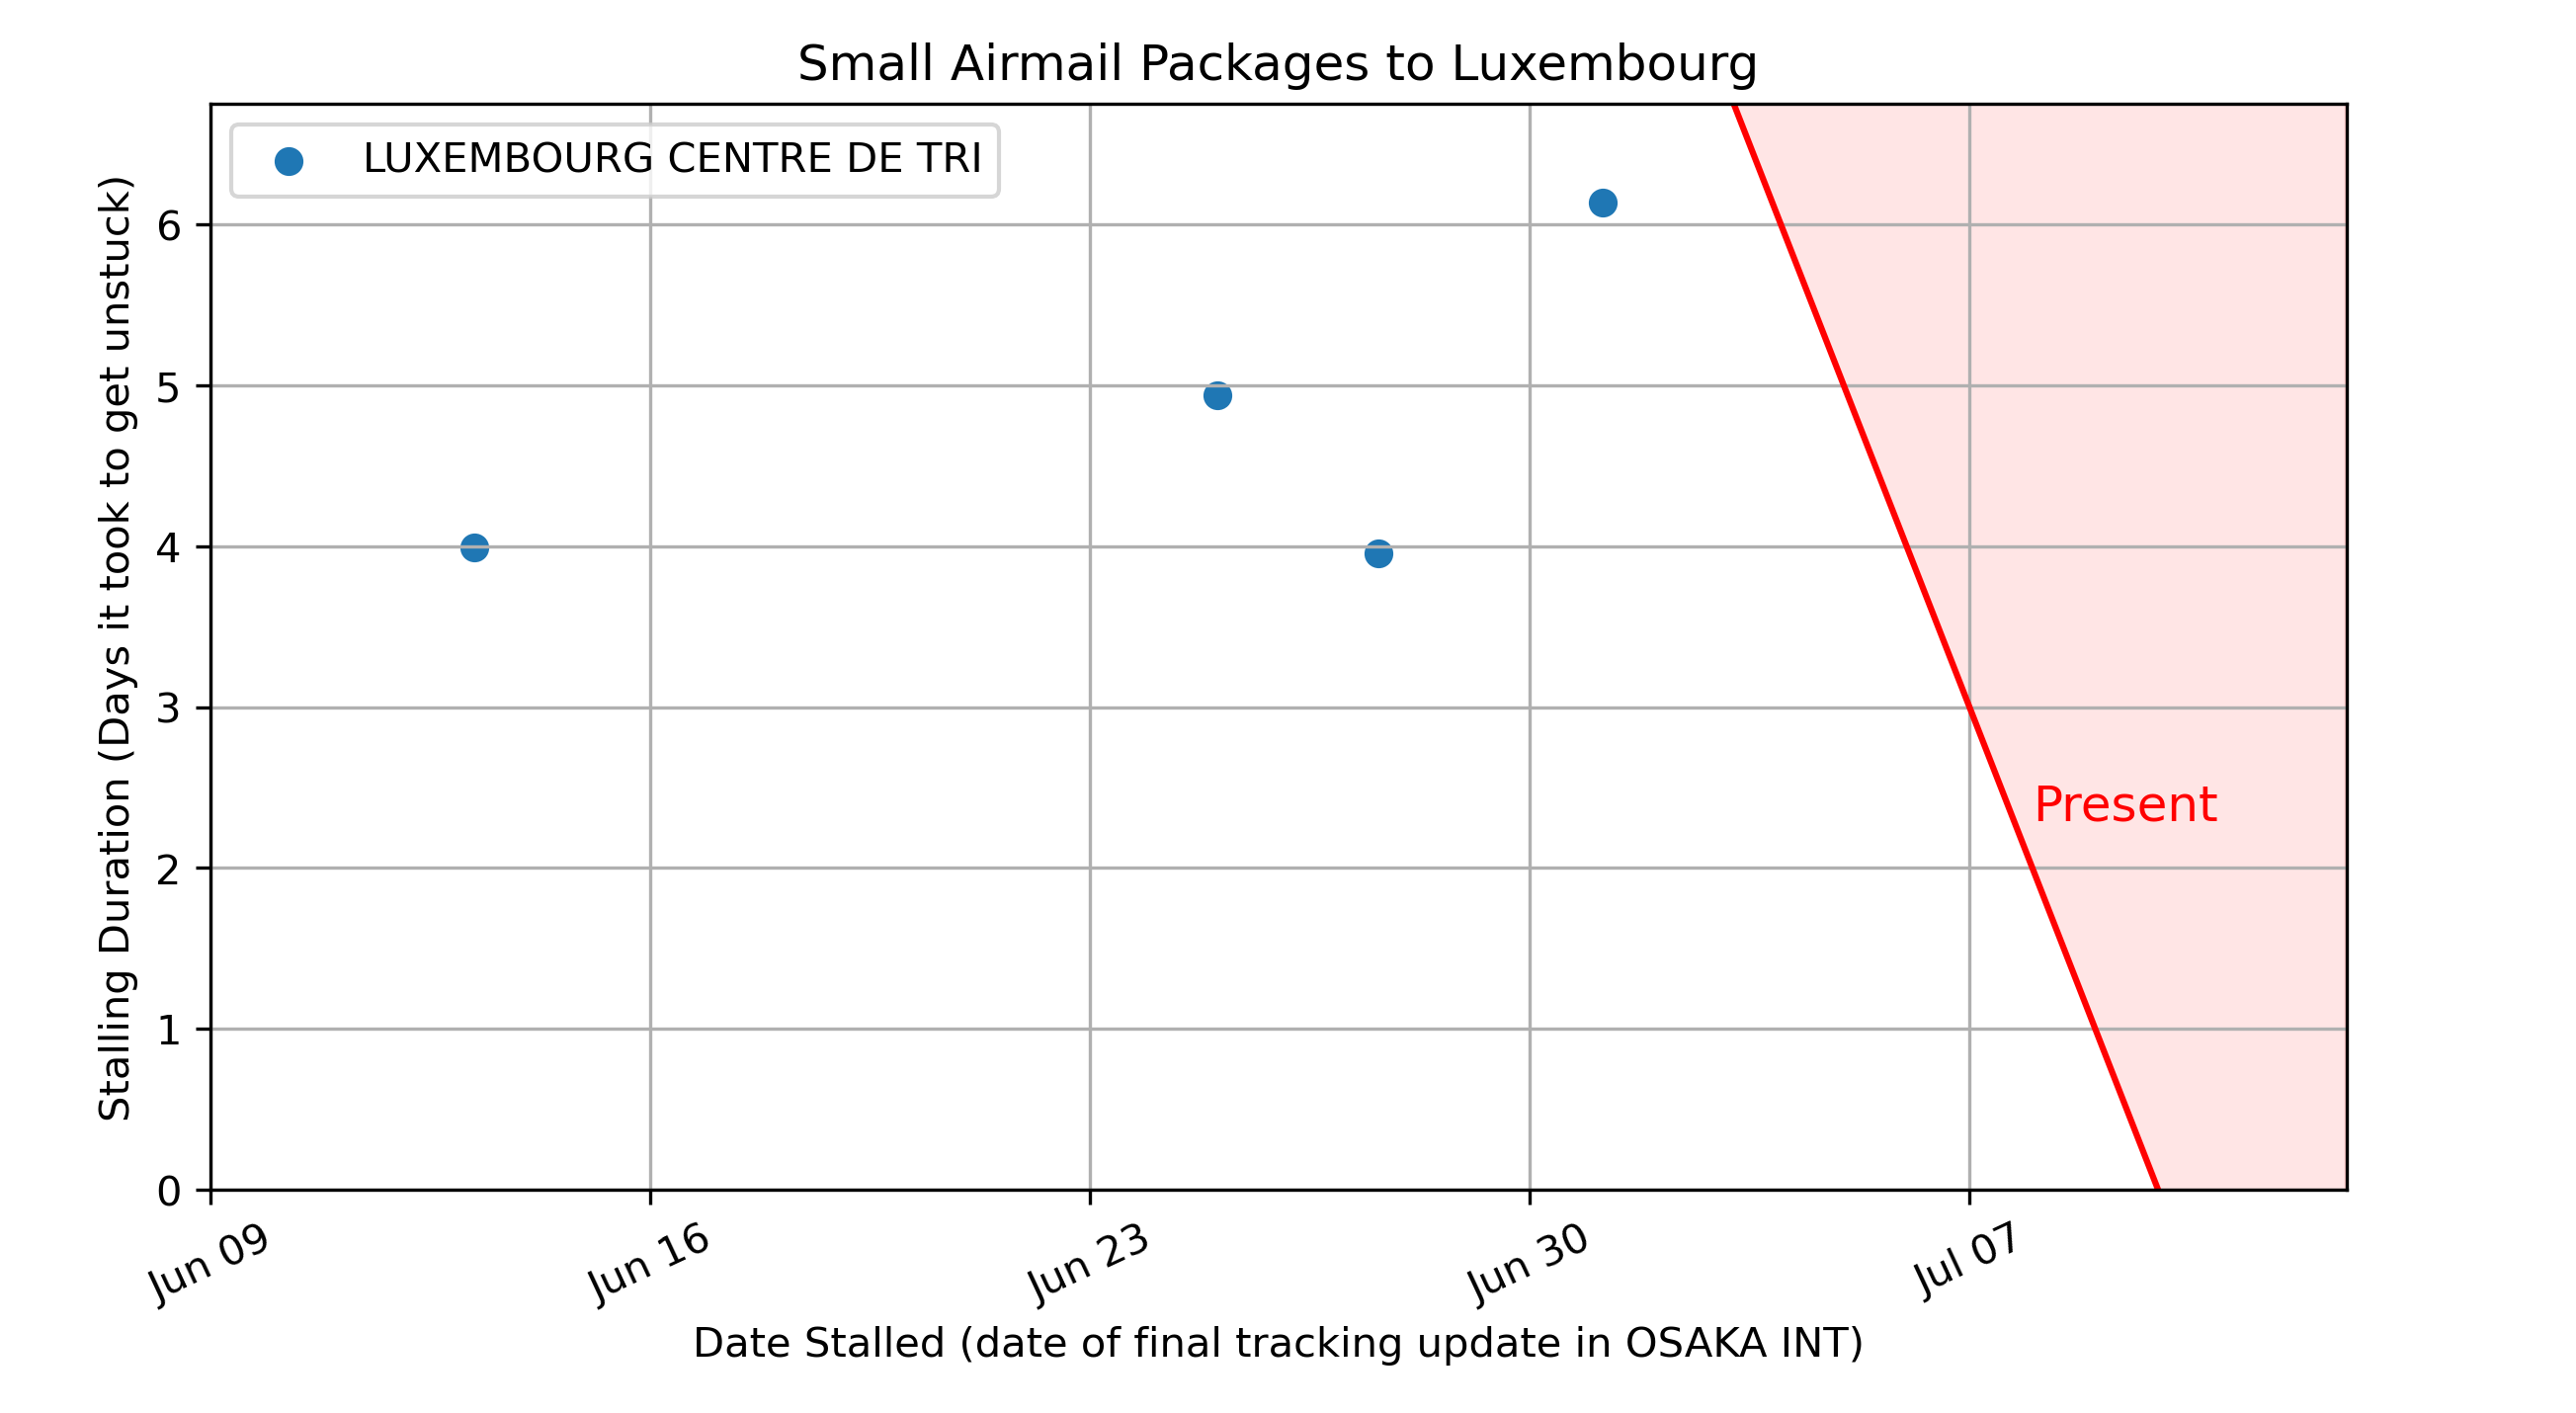 Small Airmail Packages to Luxembourg
LUXEMBOURG CENTRE DE TRI
Stalling Duration (Days it took to get unstuck)
6
5
4
3
2
1
0
Present
Jun 09
Jun 16
Jun 23
Jun 30
Jul 07
Date Stalled (date of final tracking update in OSAKA INT)